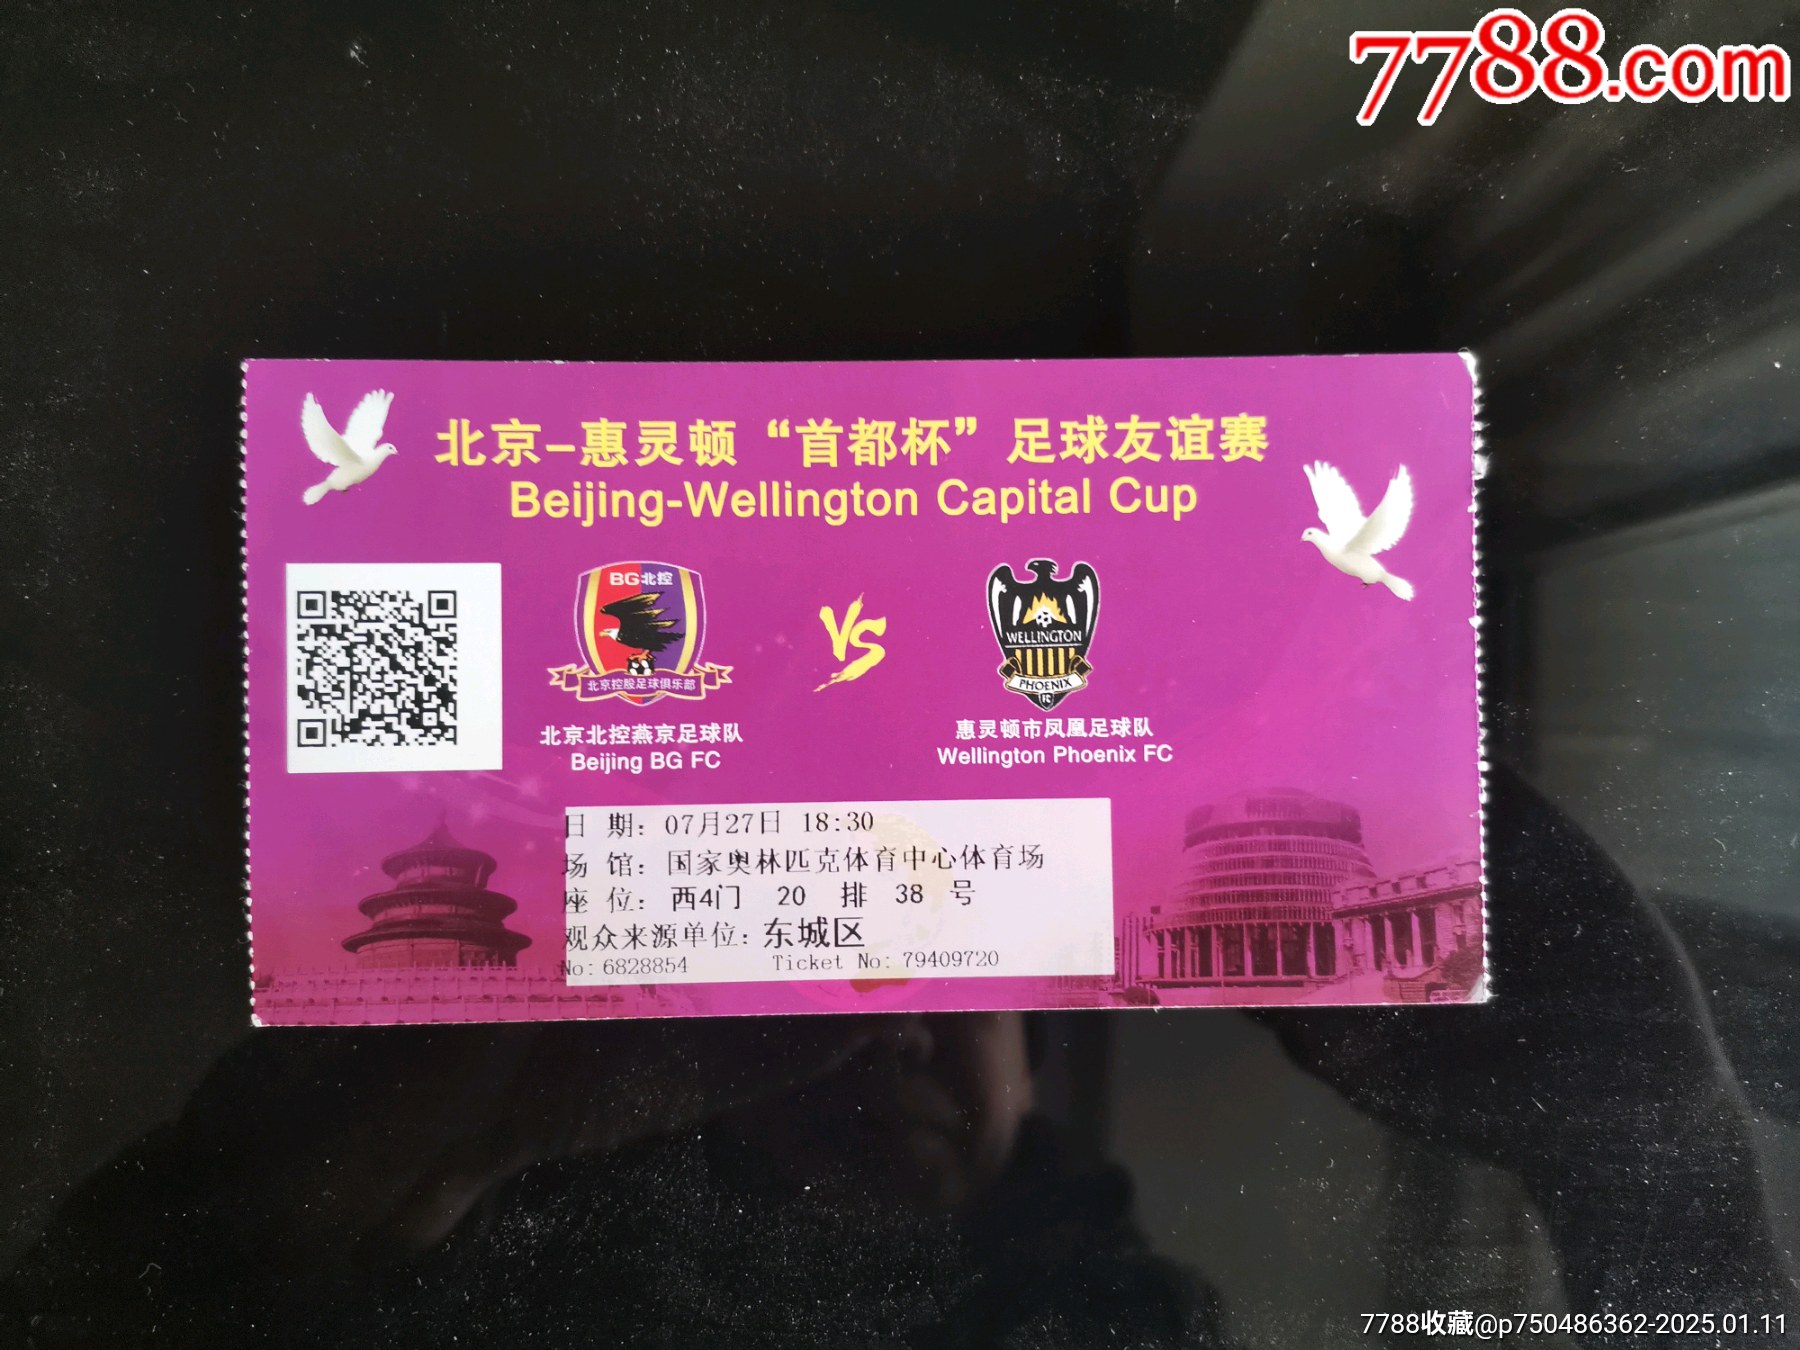 7788.com
北京-惠灵顿“首都杯”足球友谊赛
Beijing-Wellington Capital Cup
BG北控
北京控股足球俱乐部
VS
WELLINGTON
PHOENIX
FC
北京北控燕京足球队
Beijing BG FC
惠灵顿市凤凰足球队
Wellington Phoenix FC
日 期: 07月27日 18:30
场 馆: 国家奥林匹克体育中心体育场
座 位: 西4门 20 排 38 号
观众来源单位: 东城区
No: 6828854 Ticket No: 79409720
7788收藏@p750486362-2025.01.11